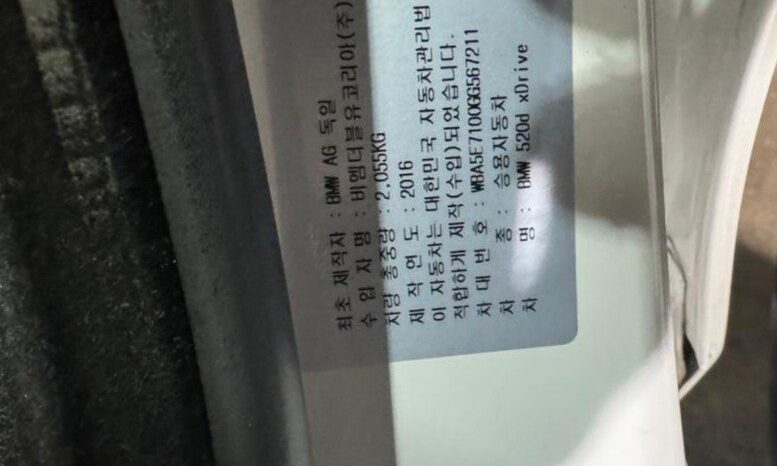 최초 제작자 : BMW AG 독일
수 입 자 명 : 비엠더블유코리아(주)
차량 총중량 : 2,055KG
제 작 연 도 : 2016
이 자동차는 대한민국 자동차관리법
적합하게 제작(수입)되었습니다.
차 대 번 호 : WBA5E7100GG567211
차 종 : 승용자동차
차 명 : BMW 520d xDrive